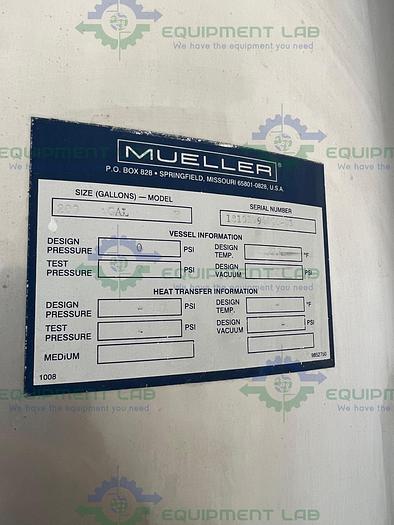 EQUIPMENT LAB
We have the equipment you need
MUELLER®
P.O. BOX 828 • SPRINGFIELD, MISSOURI 65801-0828, U.S.A.
SIZE (GALLONS) — MODEL
SERIAL NUMBER
GAL
VESSEL INFORMATION
DESIGN PRESSURE 0 PSI DESIGN TEMP. °F
TEST PRESSURE PSI DESIGN VACUUM PSI
HEAT TRANSFER INFORMATION
DESIGN PRESSURE - PSI DESIGN TEMP. - °F
TEST PRESSURE - PSI DESIGN VACUUM - PSI
MEDIUM
1008
9852750
EQUIPMENT LAB
We have the equipment you need
EQUIPMENT LAB